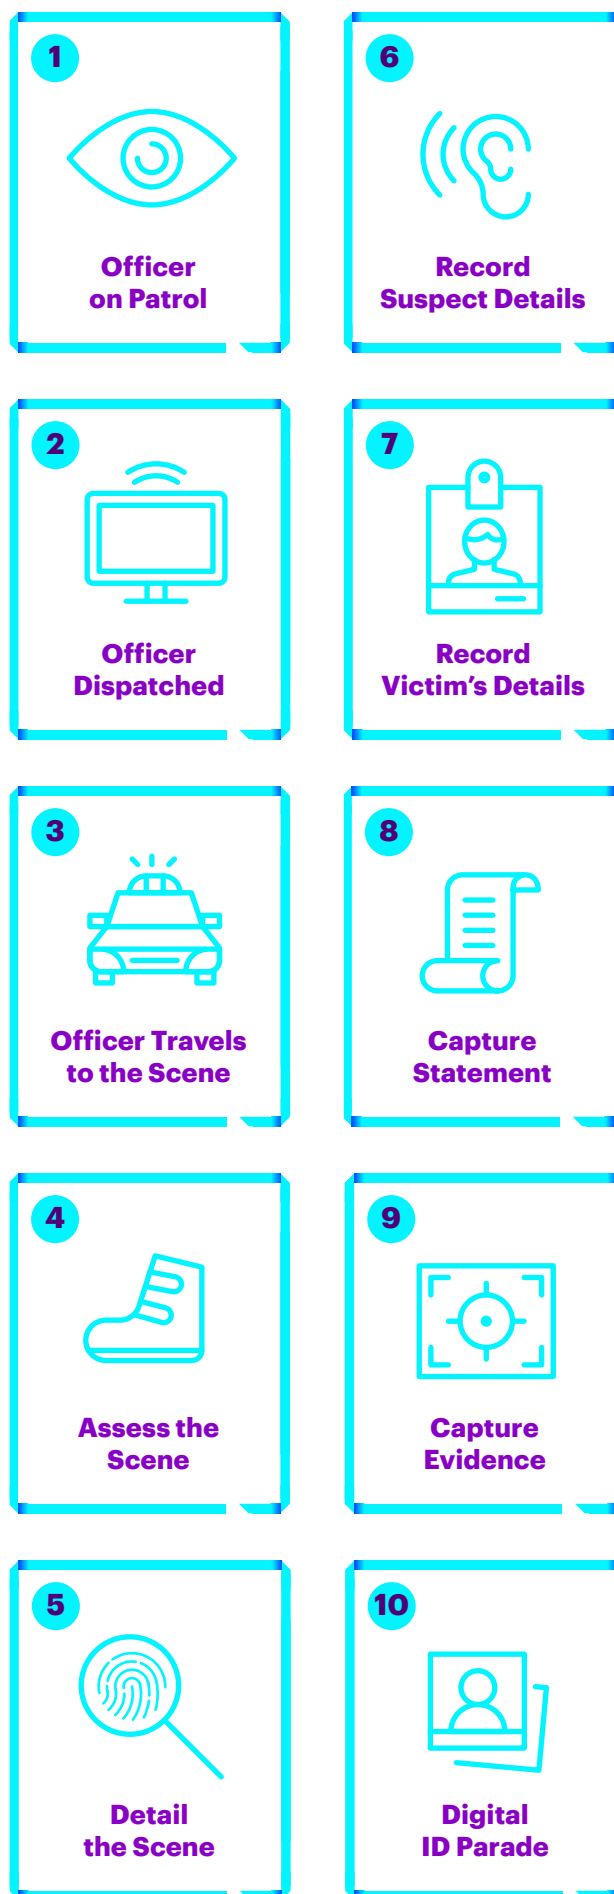 1
Officer
on Patrol
2
Officer
Dispatched
3
Officer Travels
to the Scene
4
Assess the
Scene
5
Detail
the Scene
6
Record
Suspect Details
7
Record
Victim’s Details
8
Capture
Statement
9
Capture
Evidence
10
Digital
ID Parade